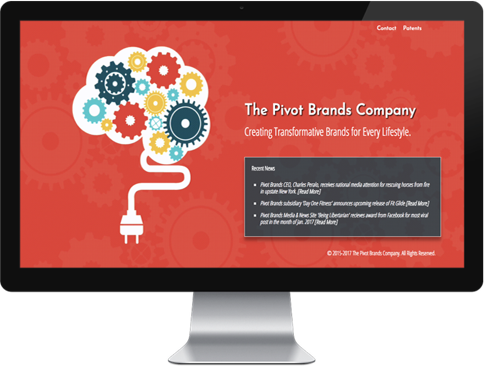 Contact Patents
The Pivot Brands Company
Creating Transformative Brands for Every Lifestyle.
Recent News
Pivot Brands CEO, Charles Peralo, receives national media attention for rescuing horses from fire
in upstate New York. [Read More]
Pivot Brands subsidiary 'Day One Fitness' announces upcoming release of Fit Glide [Read More]
Pivot Brands Media & News Site 'Being Libertarian' recieves award from Facebook for most viral
post in the month of Jan. 2017 [Read More]
© 2015-2017 The Pivot Brands Company. All Rights Reserved.